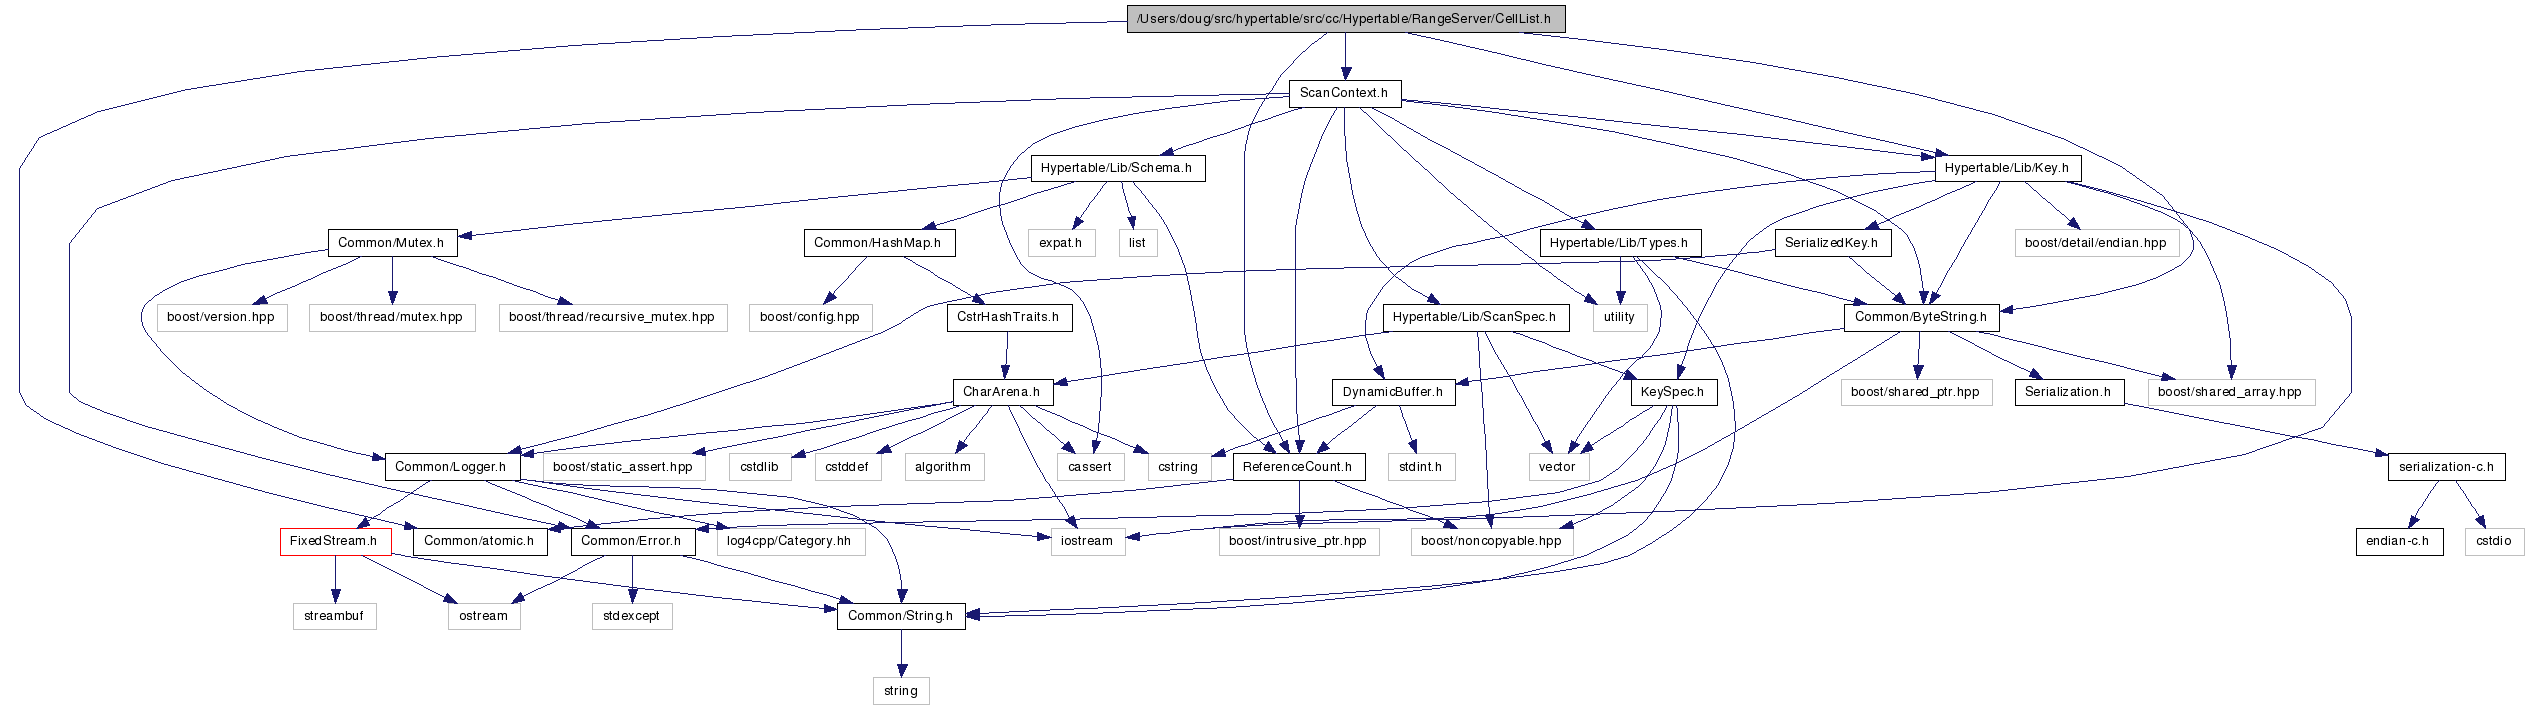 /Users/doug/src/hypertable/src/cc/Hypertable/RangeServer/CellList.h
ScanContext.h
Hypertable/Lib/Schema.h
Hypertable/Lib/Key.h
Common/Mutex.h
Common/HashMap.h
expat.h
list
Hypertable/Lib/Types.h
SerializedKey.h
boost/detail/endian.hpp
boost/version.hpp
boost/thread/mutex.hpp
boost/thread/recursive_mutex.hpp
boost/config.hpp
CstrHashTraits.h
Hypertable/Lib/ScanSpec.h
utility
Common/ByteString.h
CharArena.h
DynamicBuffer.h
KeySpec.h
boost/shared_ptr.hpp
Serialization.h
boost/shared_array.hpp
Common/Logger.h
boost/static_assert.hpp
cstdlib
cstddef
algorithm
cassert
cstring
ReferenceCount.h
stdint.h
vector
serialization-c.h
FixedStream.h
Common/atomic.h
Common/Error.h
log4cpp/Category.hh
iostream
boost/intrusive_ptr.hpp
boost/noncopyable.hpp
endian-c.h
cstdio
streambuf
ostream
stdexcept
Common/String.h
string